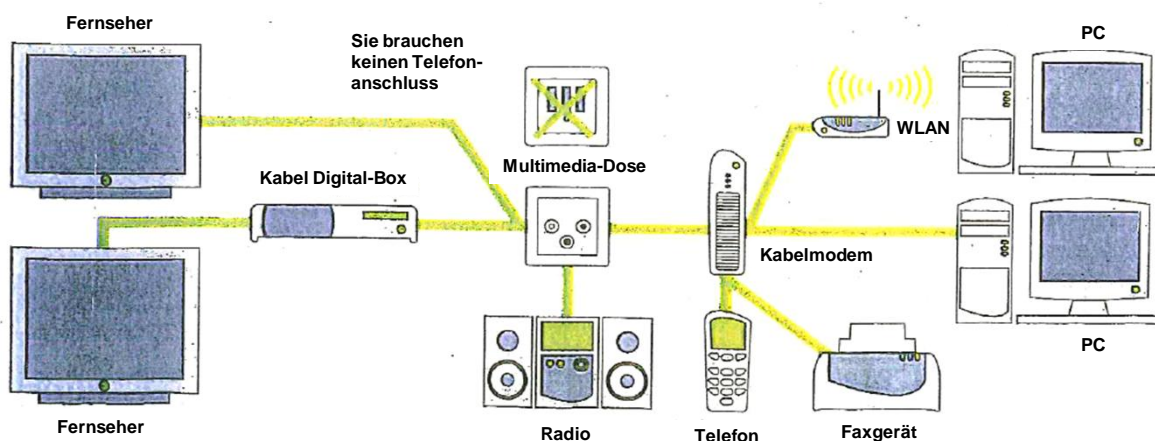 Fernseher
Sie brauchen
keinen Telefon-
anschluss
PC
WLAN
Multimedia-Dose
Kabel Digital-Box
Kabelmodem
PC
Fernseher
Radio
Telefon
Faxgerät